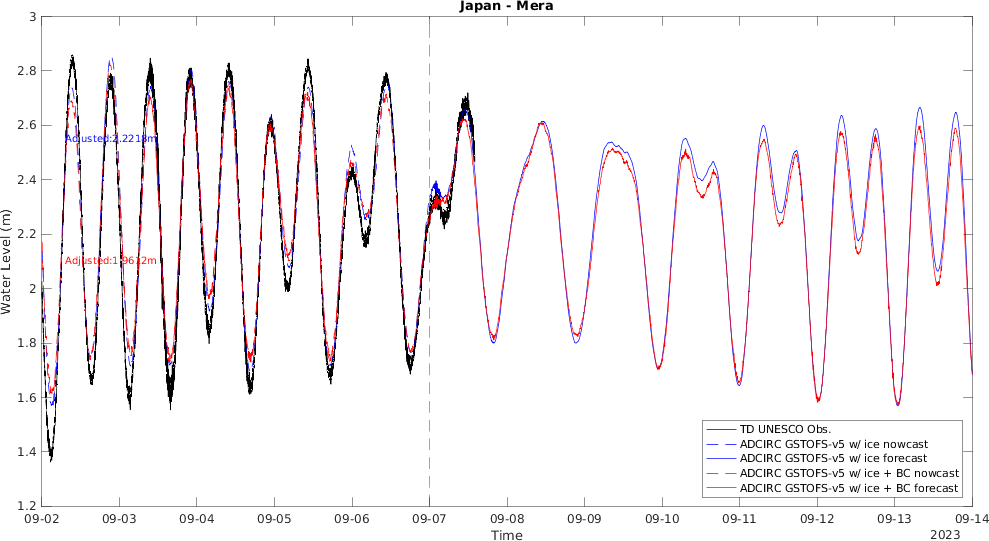 Japan - Mera
3
2.8
2.6
2.4
2.2
2
1.8
1.6
1.4
1.2
Water Level (m)
Adjusted:2.2218m
Adjusted:1.9612m
TD UNESCO Obs.
ADCIRC GSTOFS-v5 w/ ice nowcast
ADCIRC GSTOFS-v5 w/ ice forecast
ADCIRC GSTOFS-v5 w/ ice + BC nowcast
ADCIRC GSTOFS-v5 w/ ice + BC forecast
09-02 09-03 09-04 09-05 09-06 09-07 09-08 09-09 09-10 09-11 09-12 09-13 09-14
Time
2023